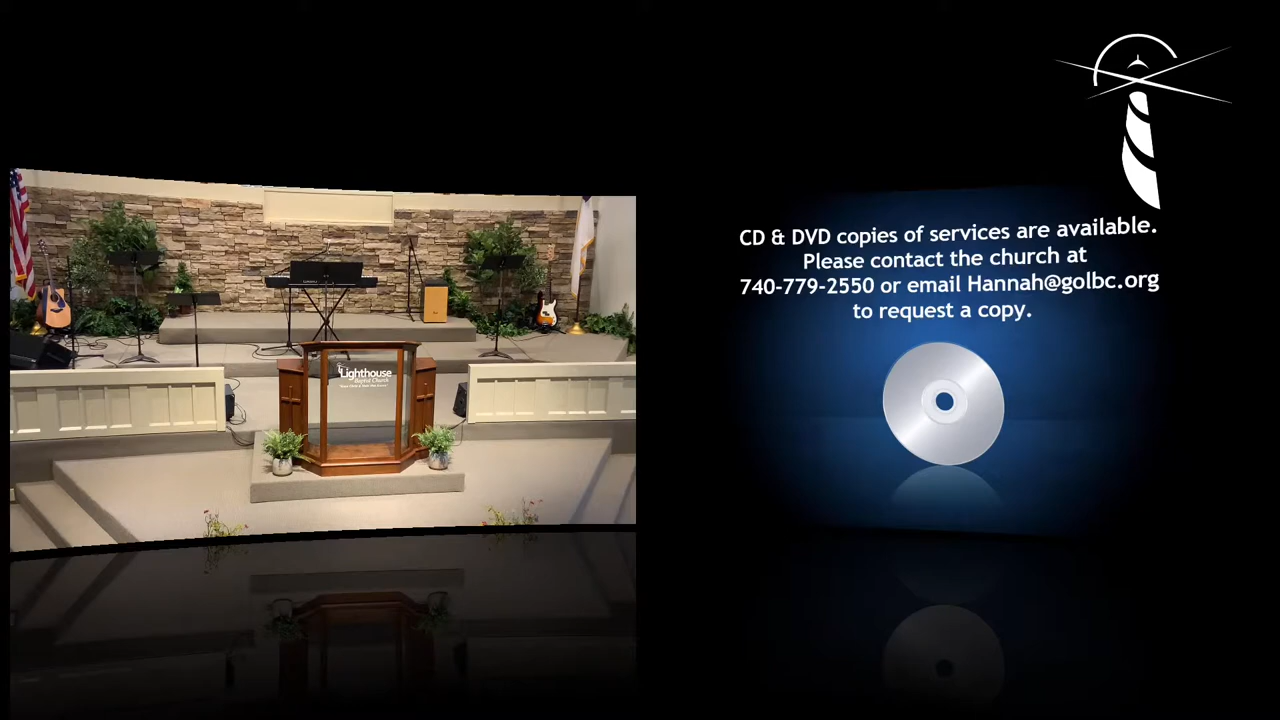 Lighthouse
Baptist Church
CD & DVD copies of services are available.
Please contact the church at
740-779-2550 or email Hannah@golbc.org
to request a copy.